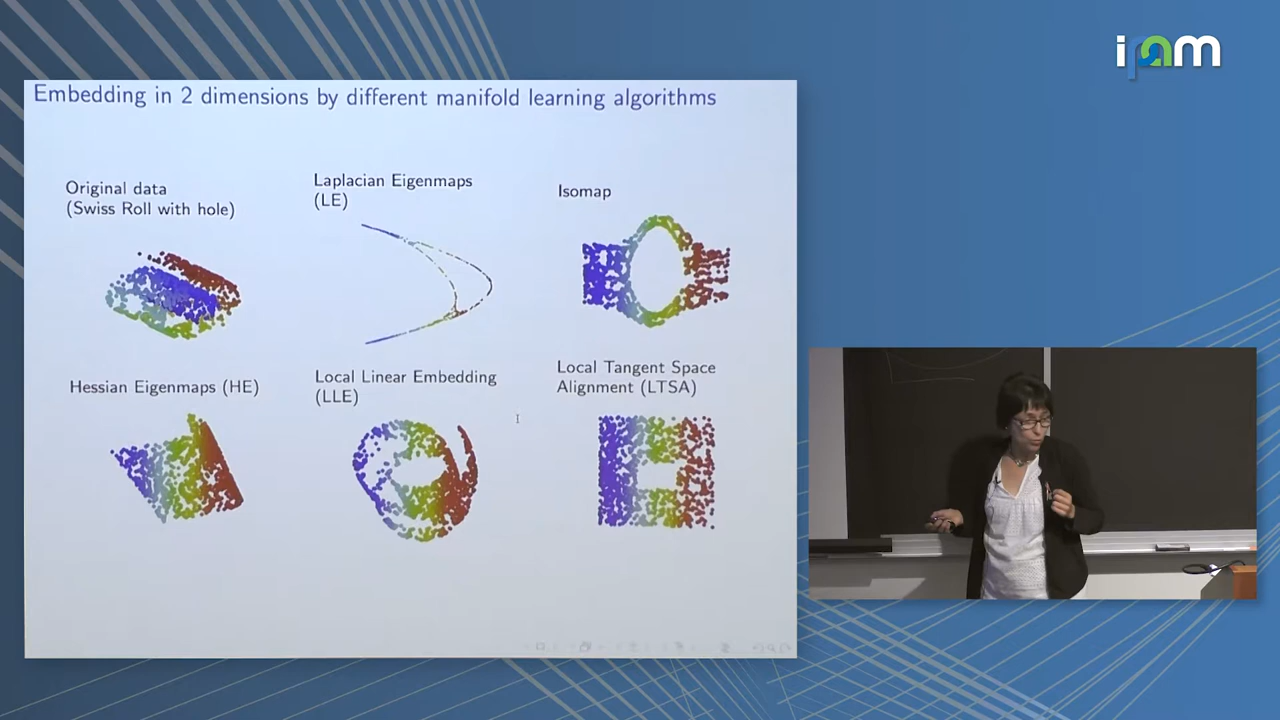 ipam
Embedding in 2 dimensions by different manifold learning algorithms
Original data
(Swiss Roll with hole)
Laplacian Eigenmaps
(LE)
Isomap
Hessian Eigenmaps (HE)
Local Linear Embedding
(LLE)
Local Tangent Space
Alignment (LTSA)